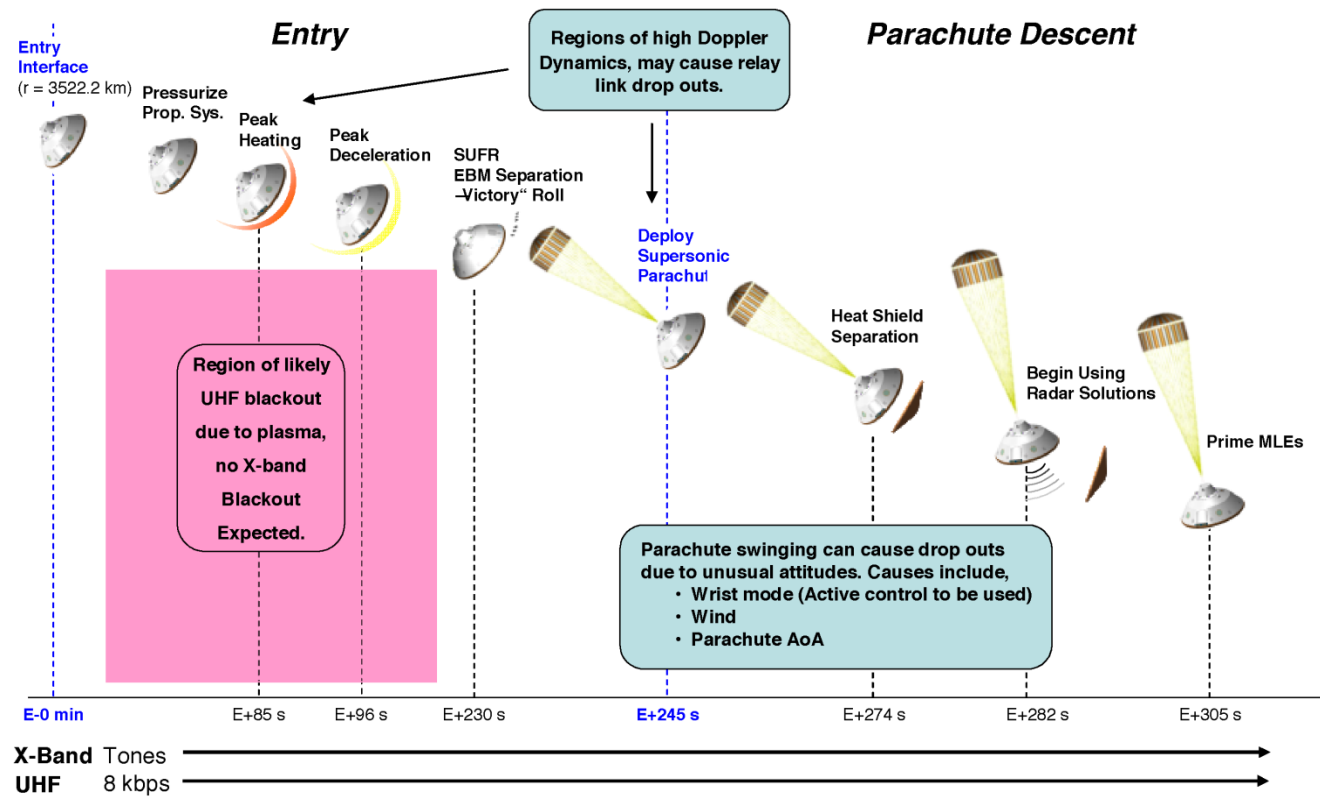 Entry
Parachute Descent
Regions of high Doppler
Dynamics, may cause relay
link drop outs.
Entry
Interface
(r = 3522.2 km)
Pressurize
Prop. Sys.
Peak
Heating
Peak
Deceleration
SUFR
EBM Separation
–Victory“ Roll
Deploy
Supersonic
Parachut
Heat Shield
Separation
Begin Using
Radar Solutions
Prime MLEs
Region of likely
UHF blackout
due to plasma,
no X-band
Blackout
Expected.
Parachute swinging can cause drop outs
due to unusual attitudes. Causes include,
• Wrist mode (Active control to be used)
• Wind
• Parachute AoA
E-0 min
E+85 s
E+96 s
E+230 s
E+245 s
E+274 s
E+282 s
E+305 s
X-Band Tones
UHF 8 kbps